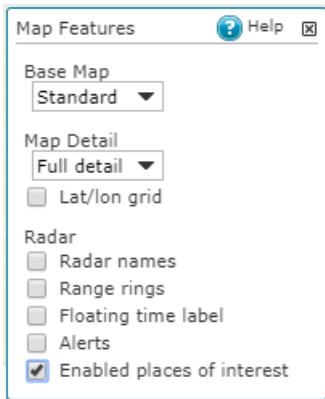 Map Features ? Help
Base Map
Standard
Map Detail
Full detail
Lat/lon grid
Radar
Radar names
Range rings
Floating time label
Alerts
Enabled places of interest